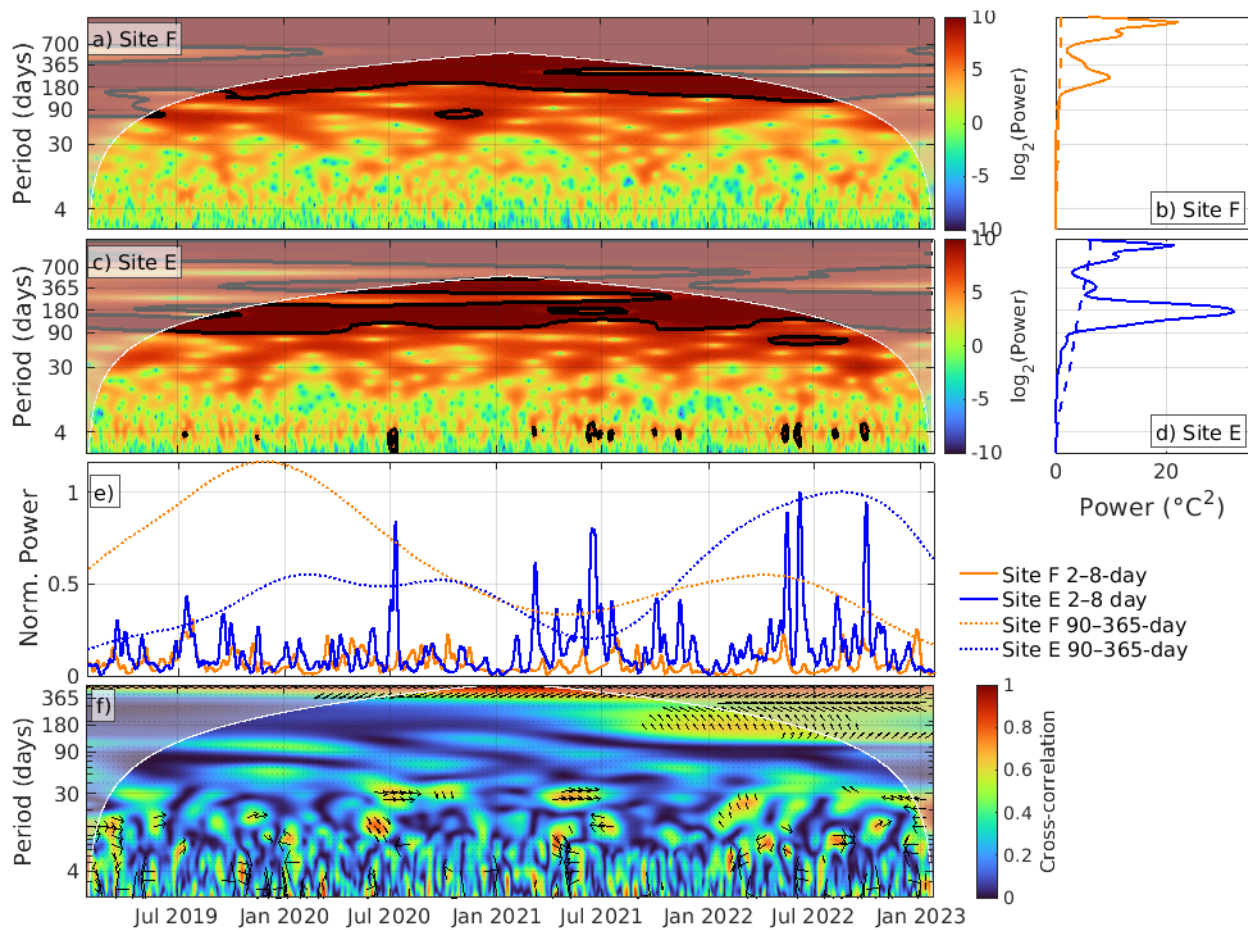 a) Site F
Period (days)
700
365
180
90
30
4
10
5
0
-5
-10
log2(Power)
b) Site F
c) Site E
Period (days)
700
365
180
90
30
4
10
5
0
-5
-10
log2(Power)
d) Site E
0
20
Power (°C²)
e)
Norm. Power
1
0.5
0
Site F 2–8-day
Site E 2–8 day
Site F 90–365-day
Site E 90–365-day
f)
Period (days)
365
180
90
30
4
1
0.8
0.6
0.4
0.2
0
Cross-correlation
Jul 2019
Jan 2020
Jul 2020
Jan 2021
Jul 2021
Jan 2022
Jul 2022
Jan 2023